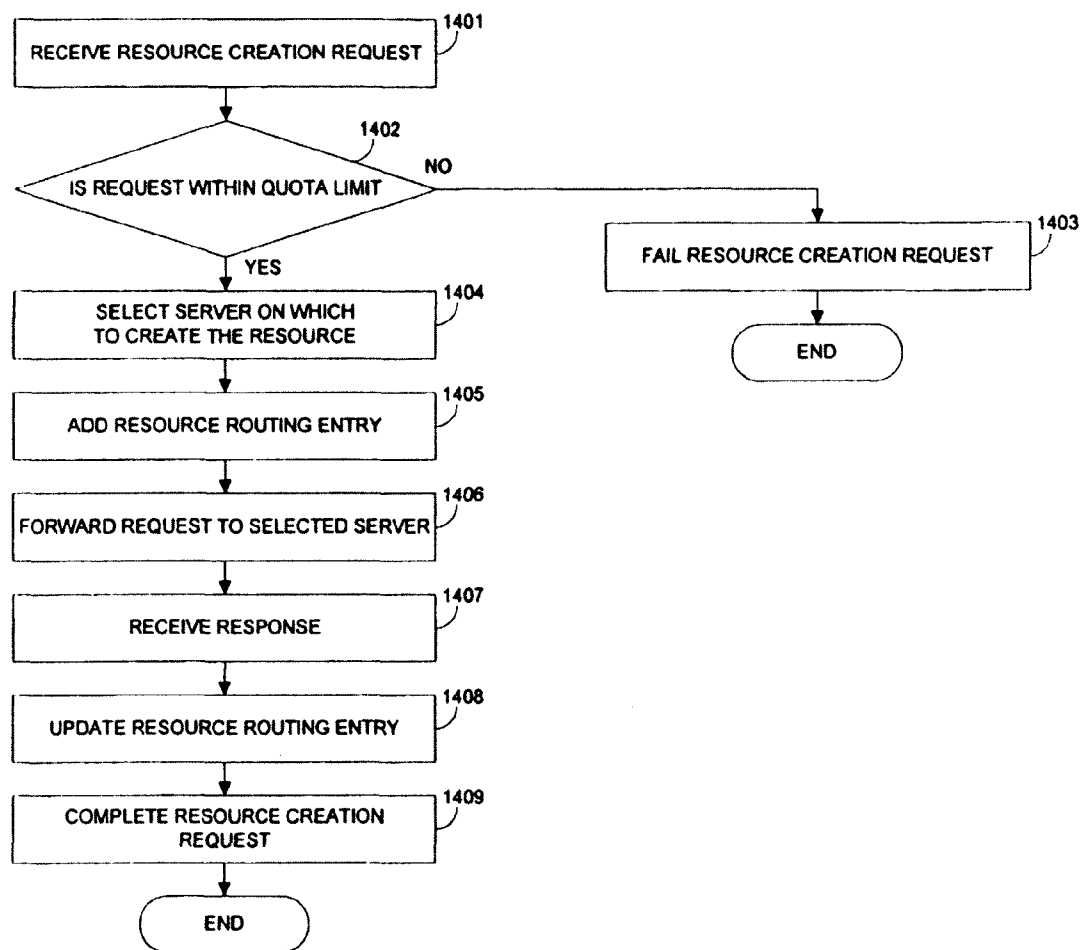 1401
RECEIVE RESOURCE CREATION REQUEST
1402
IS REQUEST WITHIN QUOTA LIMIT
NO
YES
1403
FAIL RESOURCE CREATION REQUEST
END
1404
SELECT SERVER ON WHICH
TO CREATE THE RESOURCE
1405
ADD RESOURCE ROUTING ENTRY
1406
FORWARD REQUEST TO SELECTED SERVER
1407
RECEIVE RESPONSE
1408
UPDATE RESOURCE ROUTING ENTRY
1409
COMPLETE RESOURCE CREATION
REQUEST
END